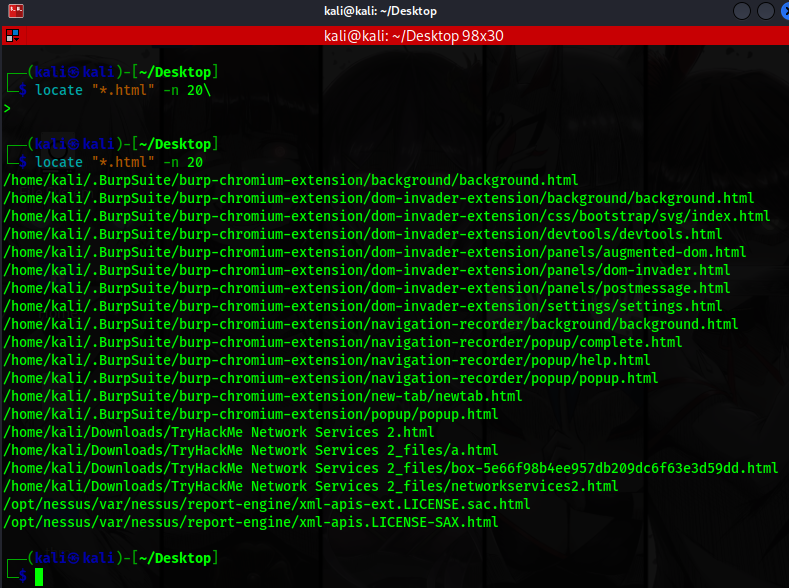 kali@kali: ~/Desktop
kali@kali: ~/Desktop 98x30
┌──(kali㉿kali)-[~/Desktop]
└─$ locate "*.html" -n 20\
>
┌──(kali㉿kali)-[~/Desktop]
└─$ locate "*.html" -n 20
/home/kali/.BurpSuite/burp-chromium-extension/background/background.html
/home/kali/.BurpSuite/burp-chromium-extension/dom-invader-extension/background/background.html
/home/kali/.BurpSuite/burp-chromium-extension/dom-invader-extension/css/bootstrap/svg/index.html
/home/kali/.BurpSuite/burp-chromium-extension/dom-invader-extension/devtools/devtools.html
/home/kali/.BurpSuite/burp-chromium-extension/dom-invader-extension/panels/augmented-dom.html
/home/kali/.BurpSuite/burp-chromium-extension/dom-invader-extension/panels/dom-invader.html
/home/kali/.BurpSuite/burp-chromium-extension/dom-invader-extension/panels/postmessage.html
/home/kali/.BurpSuite/burp-chromium-extension/dom-invader-extension/settings/settings.html
/home/kali/.BurpSuite/burp-chromium-extension/navigation-recorder/background/background.html
/home/kali/.BurpSuite/burp-chromium-extension/navigation-recorder/popup/complete.html
/home/kali/.BurpSuite/burp-chromium-extension/navigation-recorder/popup/help.html
/home/kali/.BurpSuite/burp-chromium-extension/navigation-recorder/popup/popup.html
/home/kali/.BurpSuite/burp-chromium-extension/new-tab/newtab.html
/home/kali/.BurpSuite/burp-chromium-extension/popup/popup.html
/home/kali/Downloads/TryHackMe Network Services 2.html
/home/kali/Downloads/TryHackMe Network Services 2_files/a.html
/home/kali/Downloads/TryHackMe Network Services 2_files/box-5e66f98b4ee957db209dc6f63e3d59dd.html
/home/kali/Downloads/TryHackMe Network Services 2_files/networkservices2.html
/opt/nessus/var/nessus/report-engine/xml-apis-ext.LICENSE.sac.html
/opt/nessus/var/nessus/report-engine/xml-apis.LICENSE-SAX.html
┌──(kali㉿kali)-[~/Desktop]
└─$